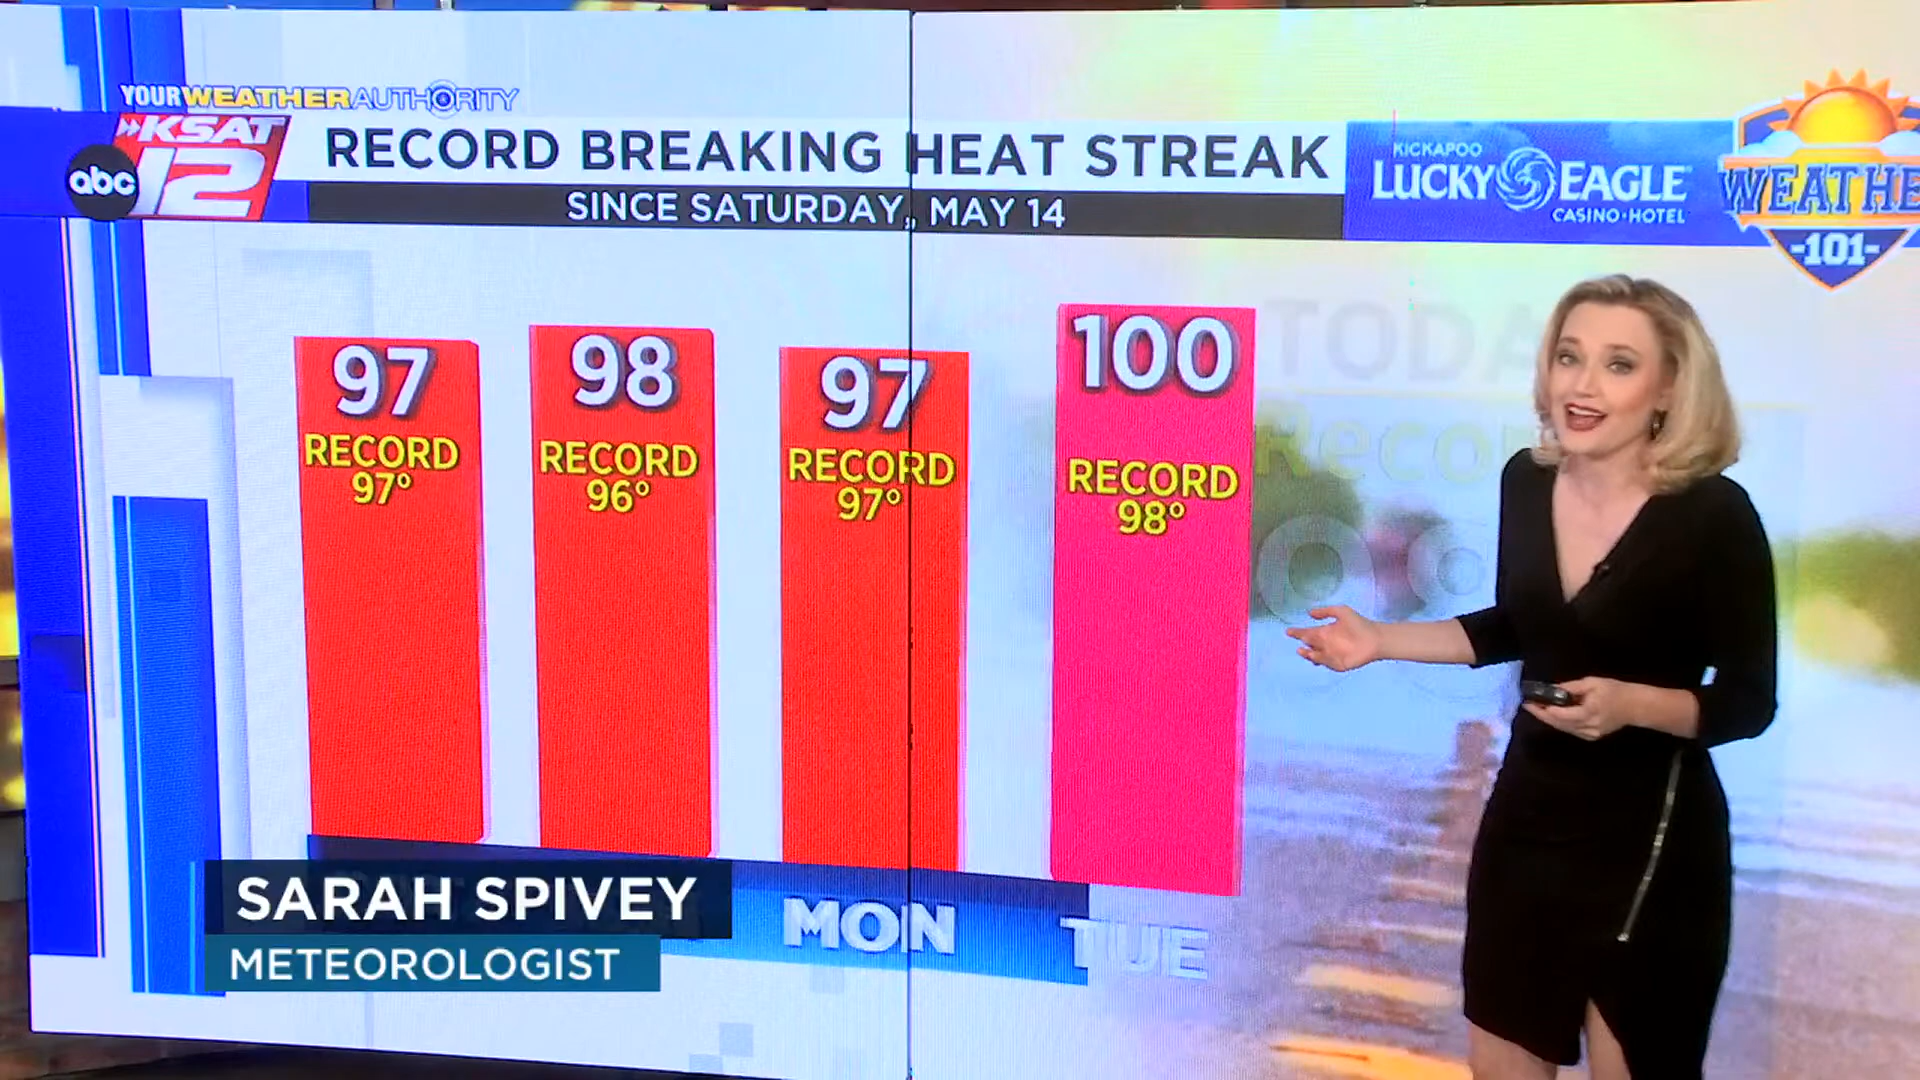 YOUR WEATHER AUTHORITY
KSAT
abc 12
RECORD BREAKING HEAT STREAK
SINCE SATURDAY, MAY 14
KICKAPOO
LUCKY EAGLE
CASINO•HOTEL
WEATHE
-101-
97
RECORD
97°
98
RECORD
96°
97
RECORD
97°
100
RECORD
98°
TODA
Recor
MON
TUE
SARAH SPIVEY
METEOROLOGIST